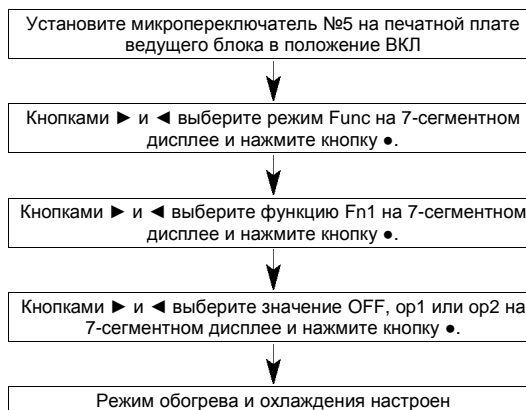 Установите микропереключатель №5 на печатной плате
ведущего блока в положение ВКЛ
Кнопками ► и ◄ выберите режим Func на 7-сегментном
дисплее и нажмите кнопку ●.
Кнопками ► и ◄ выберите функцию Fn1 на 7-сегментном
дисплее и нажмите кнопку ●.
Кнопками ► и ◄ выберите значение OFF, op1 или op2 на
7-сегментном дисплее и нажмите кнопку ●.
Режим обогрева и охлаждения настроен